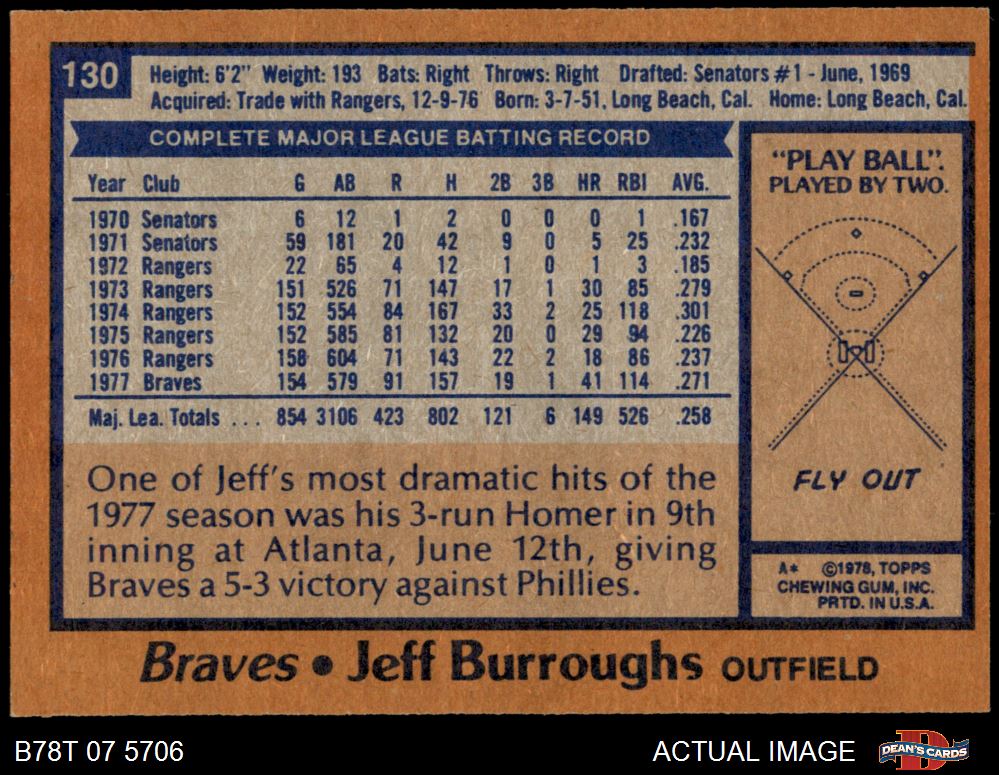 130
Height: 6'2" Weight: 193 Bats: Right Throws: Right Drafted: Senators #1 - June, 1969
Acquired: Trade with Rangers, 12-9-76 Born: 3-7-51, Long Beach, Cal. Home: Long Beach, Cal.
COMPLETE MAJOR LEAGUE BATTING RECORD
Year Club G AB R H 2B 3B HR RBI AVG.
1970 Senators 6 12 1 2 0 0 0 1 .167
1971 Senators 59 181 20 42 9 0 5 25 .232
1972 Rangers 22 65 4 12 1 0 1 3 .185
1973 Rangers 151 526 71 147 17 1 30 85 .279
1974 Rangers 152 554 84 167 33 2 25 118 .301
1975 Rangers 152 585 81 132 20 0 29 94 .226
1976 Rangers 158 604 71 143 22 2 18 86 .237
1977 Braves 154 579 91 157 19 1 41 114 .271
Maj. Lea. Totals ... 854 3106 423 802 121 6 149 526 .258
One of Jeff's most dramatic hits of the
1977 season was his 3-run Homer in 9th
inning at Atlanta, June 12th, giving
Braves a 5-3 victory against Phillies.
"PLAY BALL".
PLAYED BY TWO.
FLY OUT
A* ©1978, TOPPS
CHEWING GUM, INC.
PRTD. IN U.S.A.
Braves • Jeff Burroughs OUTFIELD
B78T 07 5706
ACTUAL IMAGE
D
DEAN'S CARDS